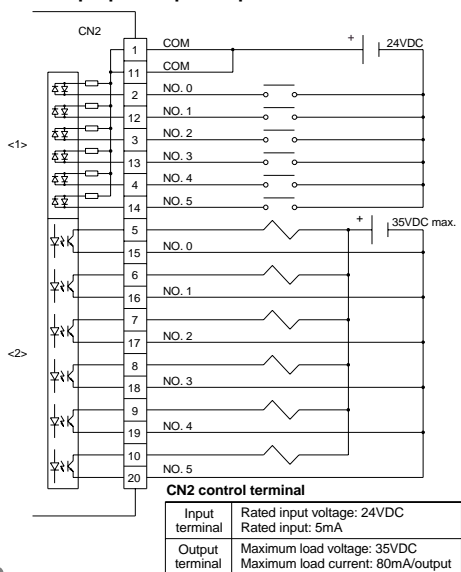 CN2
1 COM + 24VDC
11 COM
2 NO. 0
12 NO. 1
<1> 3 NO. 2
13 NO. 3
4 NO. 4
14 NO. 5
5 + 35VDC max.
15 NO. 0
6
16 NO. 1
7
17 NO. 2
<2> 8
18 NO. 3
9
19 NO. 4
10
20 NO. 5
CN2 control terminal
Input terminal
Rated input voltage: 24VDC
Rated input: 5mA
Output terminal
Maximum load voltage: 35VDC
Maximum load current: 80mA/output